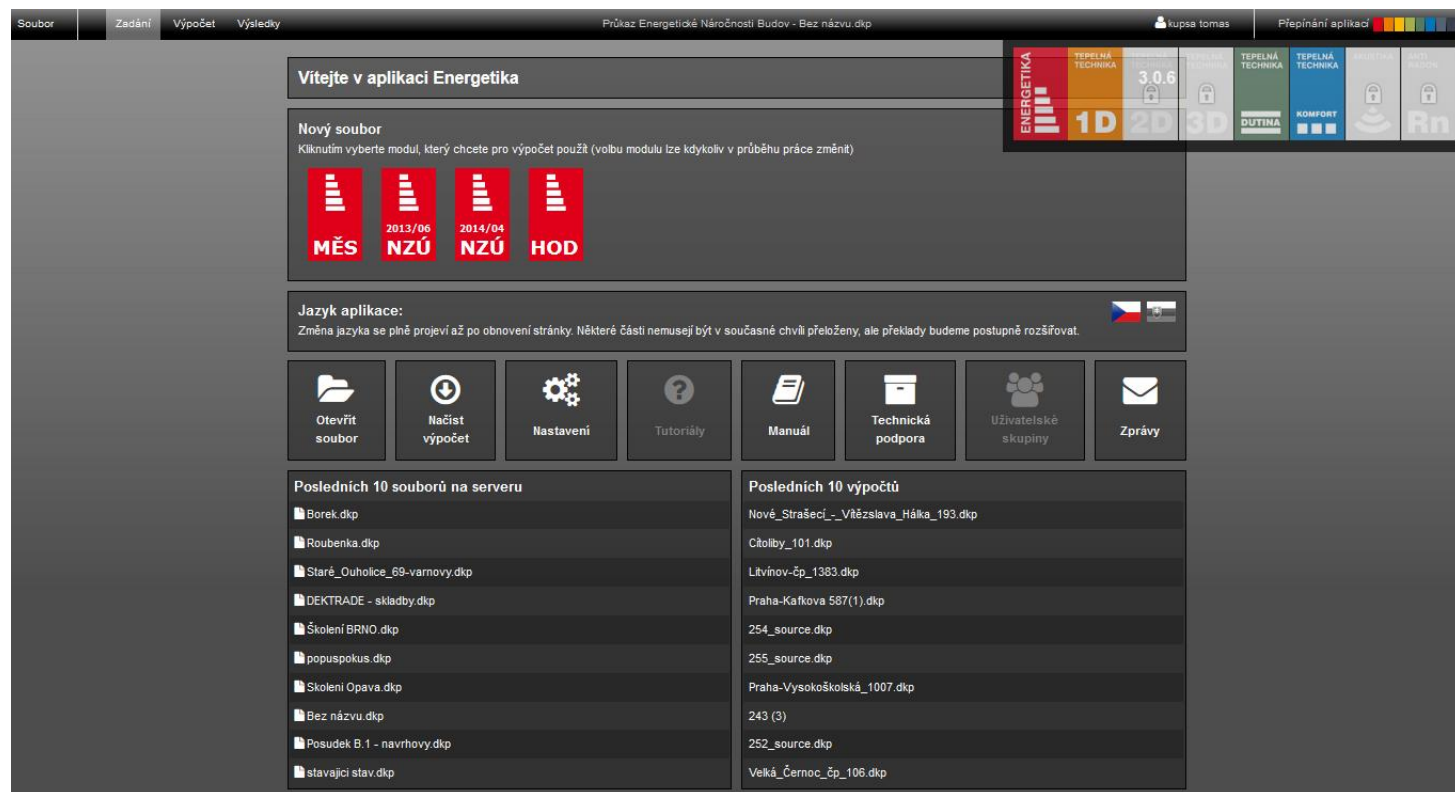 Soubor
Zadání
Výpočet
Výsledky
Průkaz Energetické Náročnosti Budov - Bez názvu.dkp
kupsa tomas
Přepínání aplikací
ENERGETIKA
TEPELNÁ
TECHNIKA
1D
2D
3D
TEPELNÁ
TECHNIKA
DUTINA
TEPELNÁ
TECHNIKA
KOMFORT
Rn
3.0.6
Vítejte v aplikaci Energetika
Nový soubor
Kliknutím vyberte modul, který chcete pro výpočet použít (volbu modulu lze kdykoliv v průběhu práce změnit)
MĚS
2013/06
NZÚ
2014/04
NZÚ
HOD
Jazyk aplikace:
Změna jazyka se plně projeví až po obnovení stránky. Některé části nemusejí být v současné chvíli přeloženy, ale překlady budeme postupně rozšiřovat.
Otevřít
soubor
Načíst
výpočet
Nastavení
Tutoriály
Manuál
Technická
podpora
Uživatelské
skupiny
Zprávy
Posledních 10 souborů na serveru
Borek.dkp
Roubenka.dkp
Staré_Ouholice_69-varnovy.dkp
DEKTRADE - skladby.dkp
Školení BRNO.dkp
popuspokus.dkp
Skoleni Opava.dkp
Bez názvu.dkp
Posudek B.1 - navrhovy.dkp
stavajici stav.dkp
Posledních 10 výpočtů
Nové_Strašecí_-_Vítězslava_Hálka_193.dkp
Cítoliby_101.dkp
Litvínov-čp_1383.dkp
Praha-Kafkova 587(1).dkp
254_source.dkp
255_source.dkp
Praha-Vysokoškolská_1007.dkp
243 (3)
252_source.dkp
Velká_Černoc_čp_106.dkp